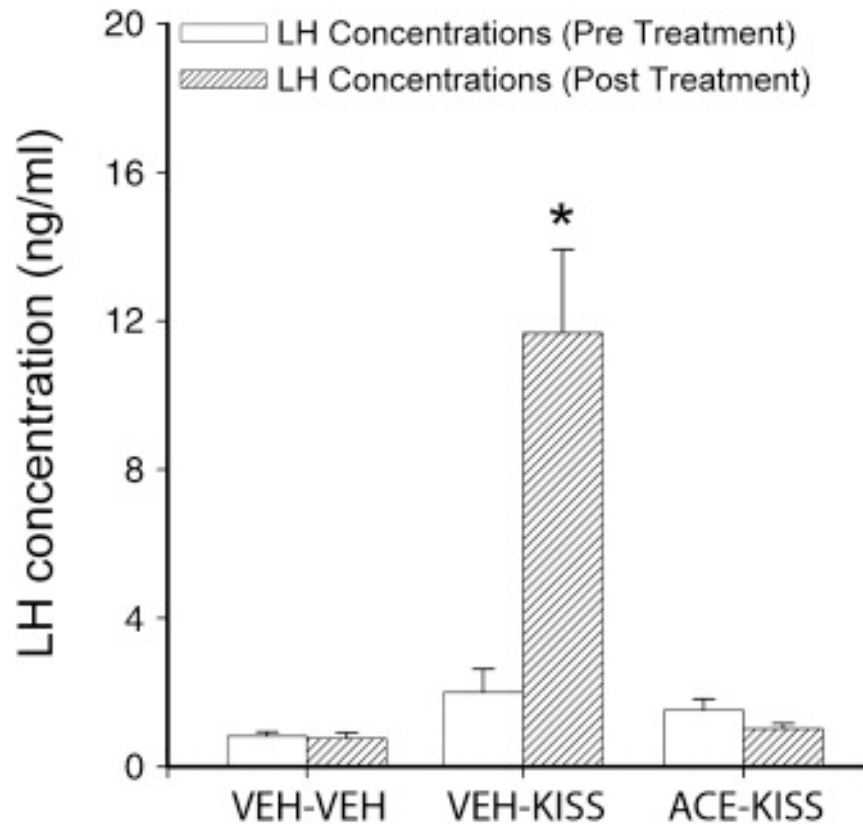 LH Concentrations (Pre Treatment)
LH Concentrations (Post Treatment)
LH concentration (ng/ml)
20
16
12
8
4
0
*
VEH-VEH VEH-KISS ACE-KISS